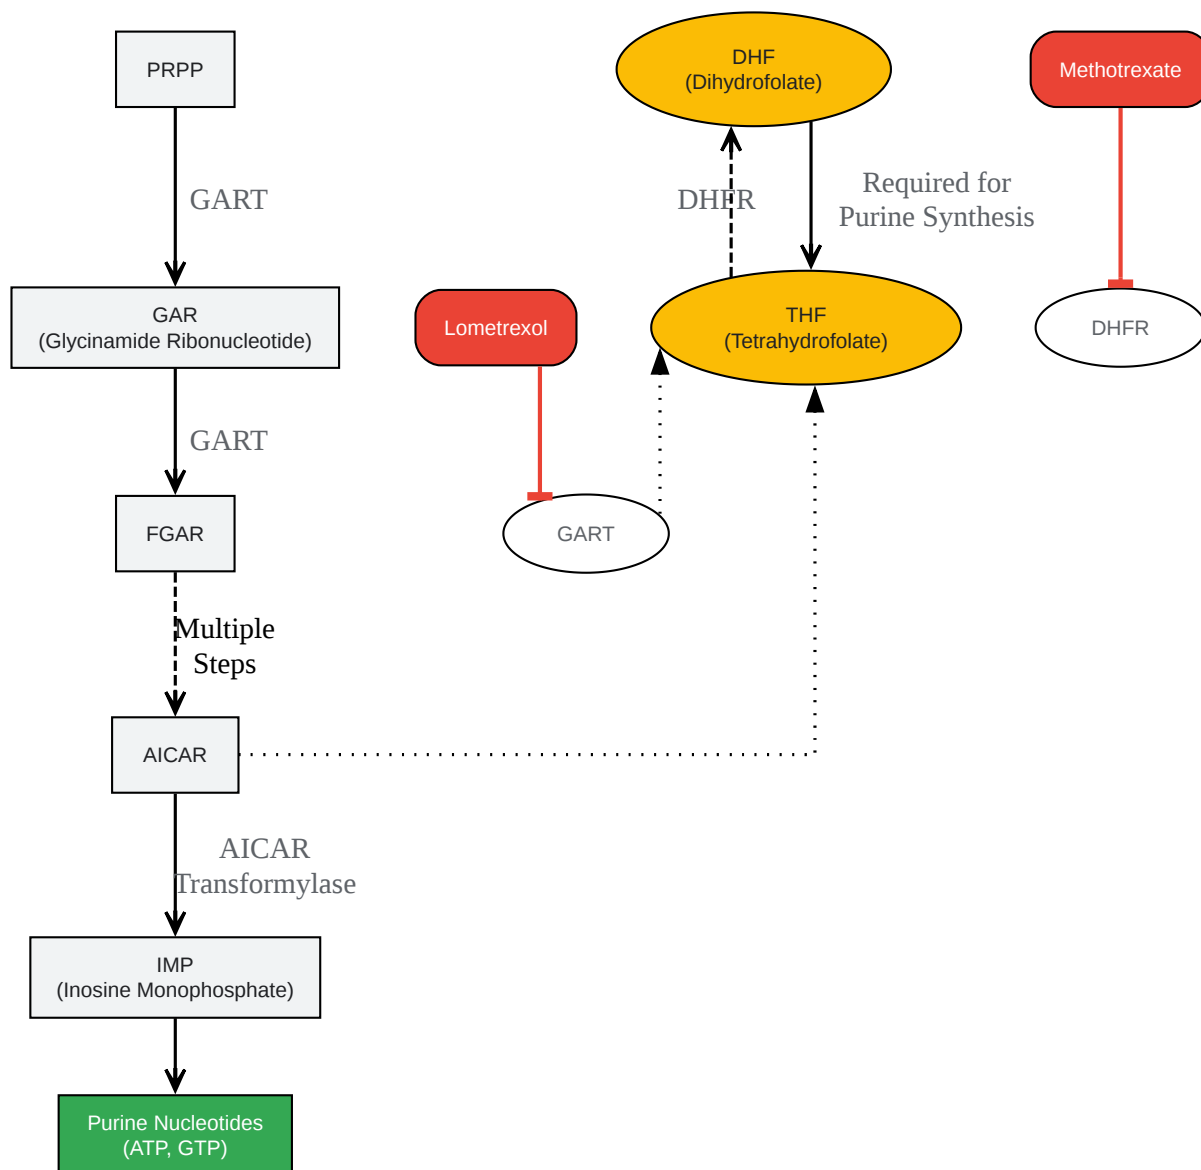 PRPP
GART
GAR
(Glycinamide Ribonucleotide)
GART
FGAR
Multiple
Steps
AICAR
AICAR
Transformylase
IMP
(Inosine Monophosphate)
Purine Nucleotides
(ATP, GTP)
DHF
(Dihydrofolate)
DHFR
Required for
Purine Synthesis
THF
(Tetrahydrofolate)
Lometrexol
GART
Methotrexate
DHFR